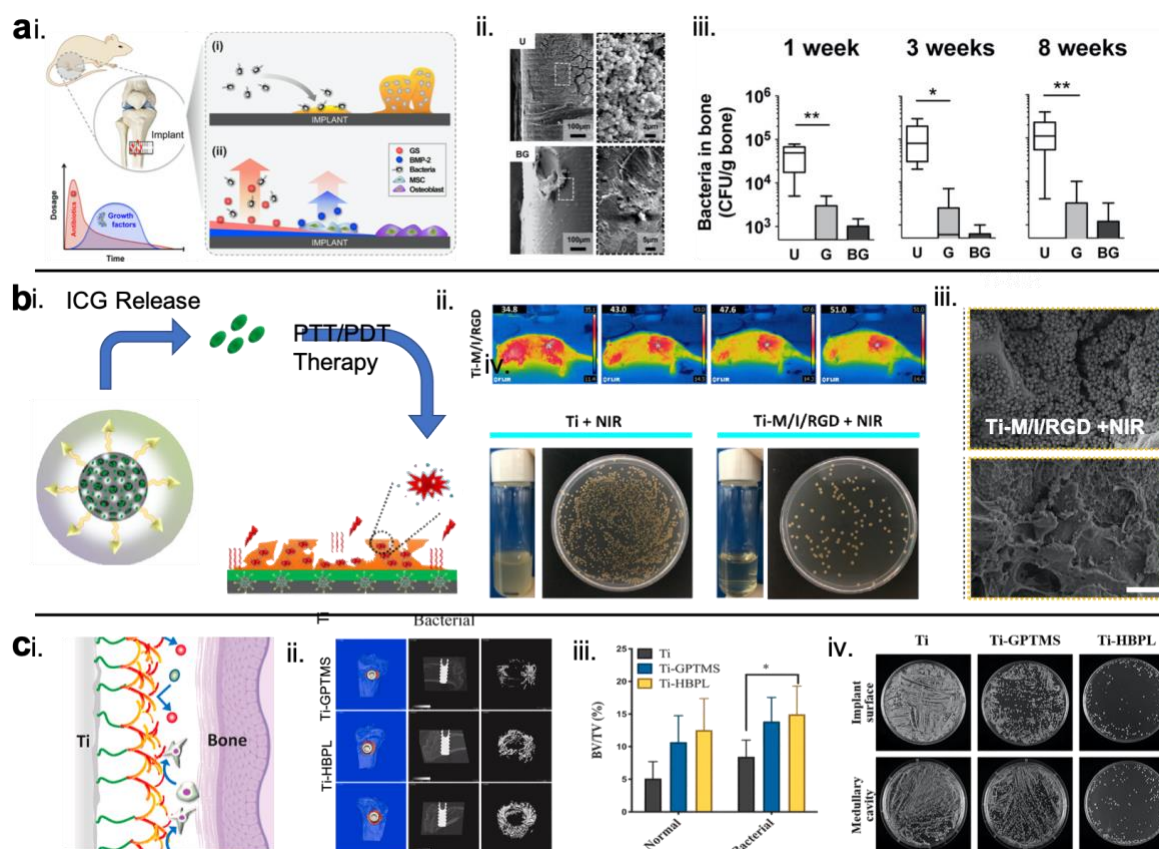 a i.
Implant
Dosage
Antibiotics
Growth
factors
Time
(i)
IMPLANT
(ii)
GS
BMP-2
Bacteria
MSC
Osteoblast
IMPLANT
ii.
U
100μm
2μm
BG
100μm
5μm
iii.
1 week
3 weeks
8 weeks
Bacteria in bone
(CFU/g bone)
10⁶
10⁵
10⁴
10³
**
*
**
U G BG
U G BG
U G BG
b i.
ICG Release
PTT/PDT
Therapy
ii.
Ti-M/I/RGD
34.8
43.0
47.6
51.0
iv.
Ti + NIR
Ti-M/I/RGD + NIR
iii.
Ti-M/I/RGD +NIR
c i.
Ti
Bone
ii.
Ti
Bacterial
Ti-GPTMS
Ti-HBPL
iii.
BV/TV (%)
25
20
15
10
5
0
Ti
Ti-GPTMS
Ti-HBPL
*
Normal
Bacterial
iv.
Ti
Ti-GPTMS
Ti-HBPL
Implant
surface
Medullary
cavity